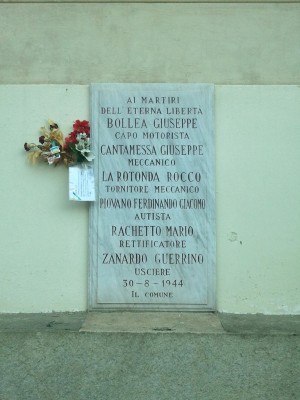 AI MARTIRI
DELL'ETERNA LIBERTÀ
BOLLEA GIUSEPPE
CAPO MOTOPISTA
CANTAMESSA GIUSEPPE
MECCANICO
LA ROTONDA ROCCO
TORNITORE MECCANICO
PIOVANO FERDINANDO GIACOMO
AUTISTA
RACHETTO MARIO
RETTIFICATORE
ZANARDO GUERRINO
USCIERE
30-8-1944
IL COMUNE